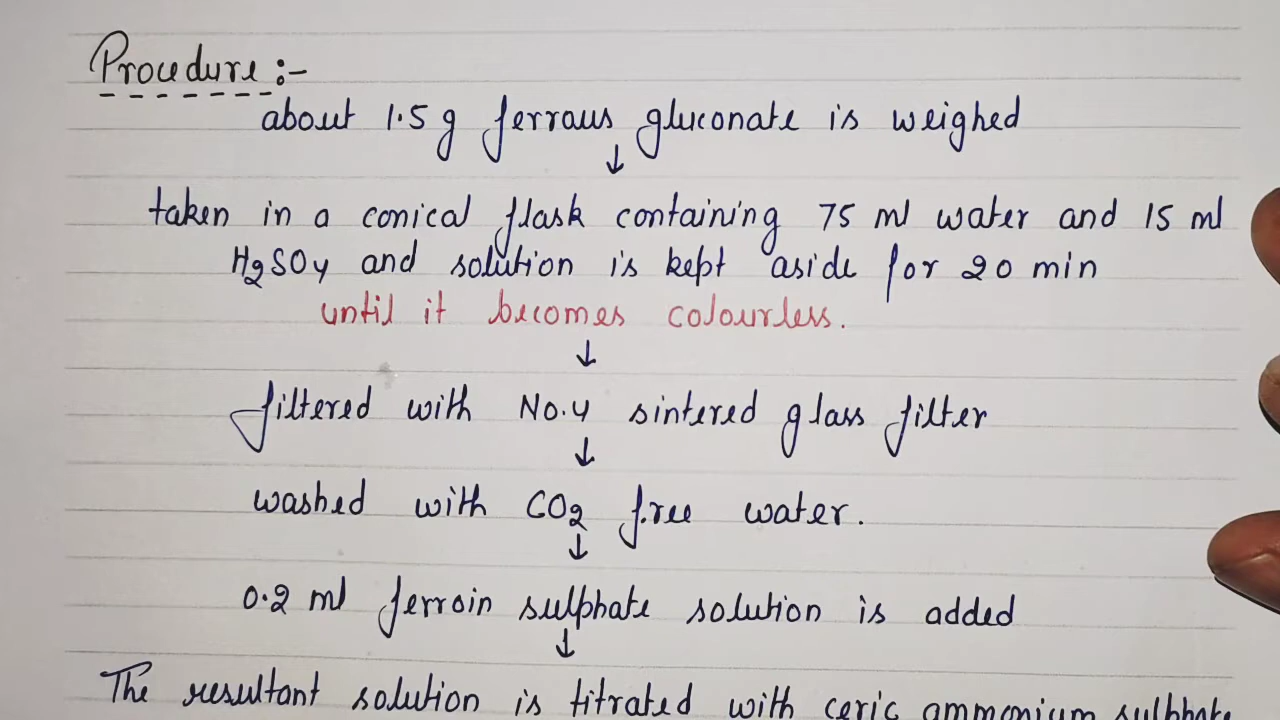 Procedure :-
about 1.5 g ferrous gluconate is weighed
↓
taken in a conical flask containing 75 ml water and 15 ml
H₂SO₄ and solution is kept aside for 20 min
until it becomes colourless.
↓
filtered with No.4 sintered glass filter
↓
washed with CO₂ free water.
↓
0.2 ml ferroin sulphate solution is added
↓
The resultant solution is titrated with ceric ammonium sulphate